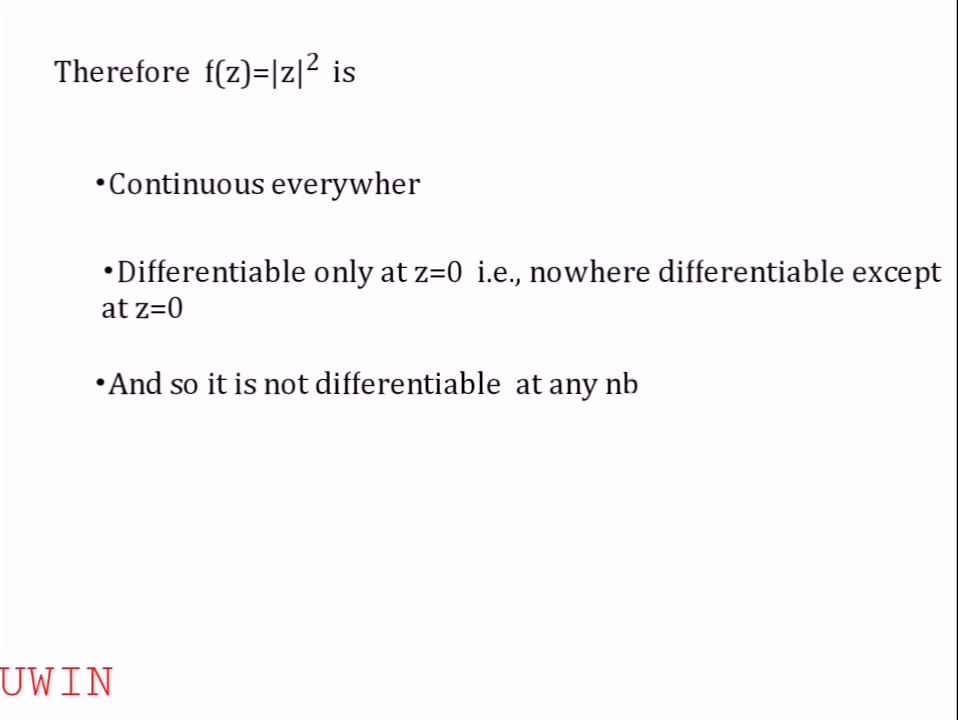 Therefore f(z)=|z|² is
•Continuous everywher
•Differentiable only at z=0 i.e., nowhere differentiable except
at z=0
•And so it is not differentiable at any nb
UWIN